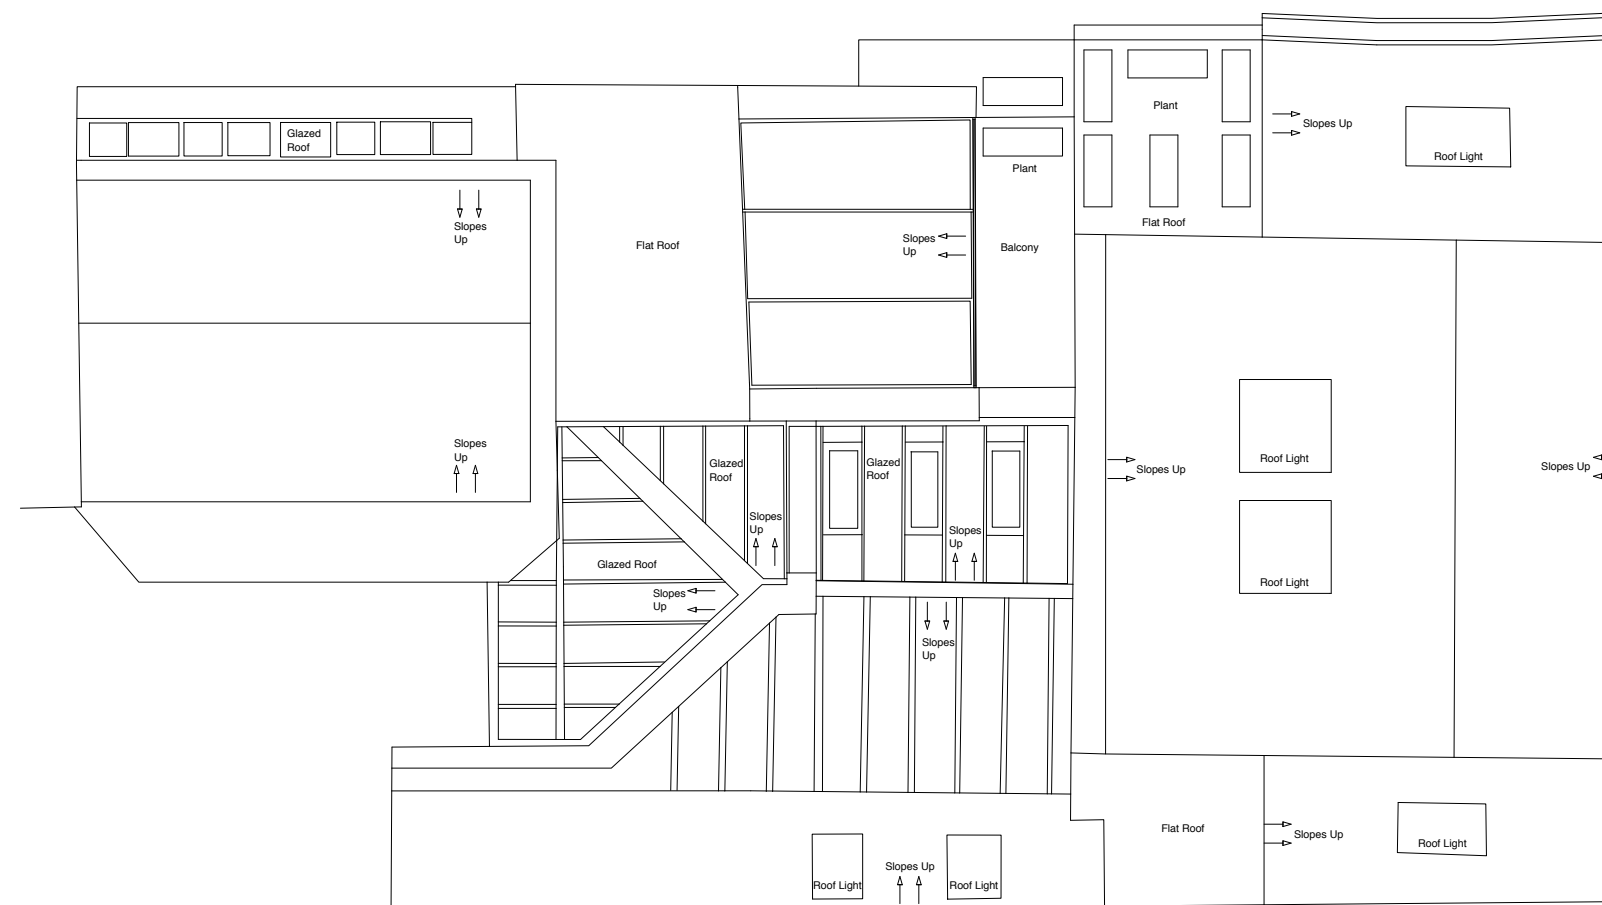 Plant
Slopes Up
Glazed
Roof
Roof Light
Plant
Flat Roof
Slopes
Up
Flat Roof
Slopes
Up
Balcony
Slopes
Up
Glazed
Roof
Glazed
Roof
Roof Light
Slopes Up
Slopes Up
Slopes
Up
Slopes
Up
Glazed Roof
Roof Light
Slopes
Up
Slopes
Up
Flat Roof
Slopes Up
Roof Light
Slopes Up
Roof Light
Roof Light